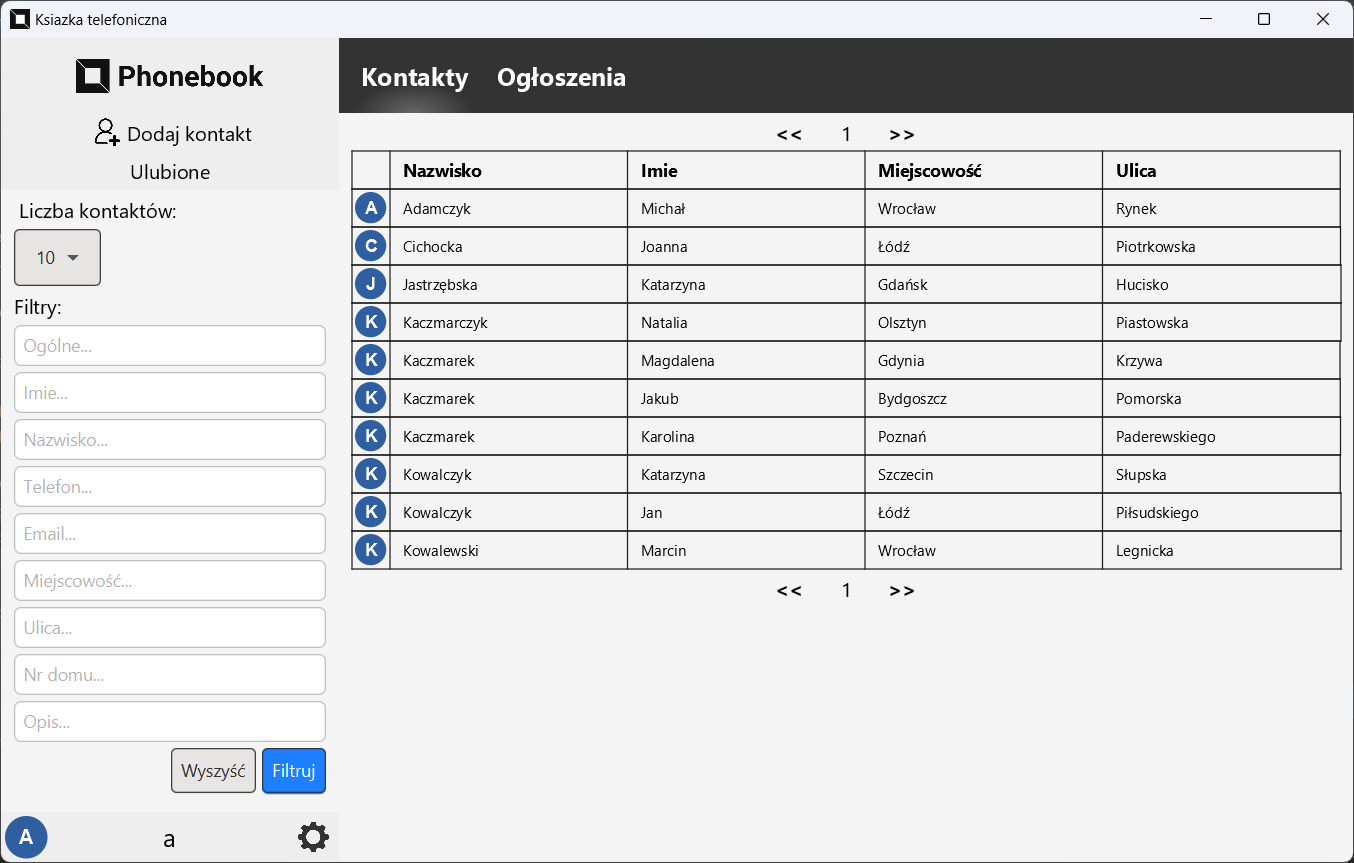 Ksiazka telefoniczna
Phonebook
Dodaj kontakt
Ulubione
Liczba kontaktów:
10
Filtry:
Ogólne...
Imie...
Nazwisko...
Telefon...
Email...
Miejscowość...
Ulica...
Nr domu...
Opis...
Wyszyść Filtruj
A a
Kontakty Ogłoszenia
<< 1 >>
Nazwisko Imie Miejscowość Ulica
A Adamczyk Michał Wrocław Rynek
C Cichocka Joanna Łódź Piotrkowska
J Jastrzębska Katarzyna Gdańsk Hucisko
K Kaczmarczyk Natalia Olsztyn Piastowska
K Kaczmarek Magdalena Gdynia Krzywa
K Kaczmarek Jakub Bydgoszcz Pomorska
K Kaczmarek Karolina Poznań Paderewskiego
K Kowalczyk Katarzyna Szczecin Słupska
K Kowalczyk Jan Łódź Piłsudskiego
K Kowalewski Marcin Wrocław Legnicka
<< 1 >>